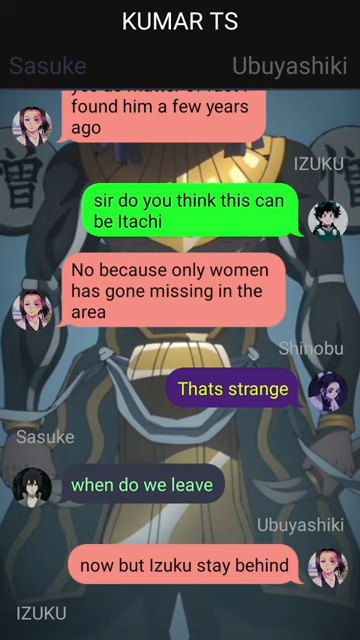 KUMAR TS
Sasuke
Ubuyashiki
found him a few years
ago
IZUKU
sir do you think this can
be Itachi
No because only women
has gone missing in the
area
Shinobu
Thats strange
Sasuke
when do we leave
Ubuyashiki
now but Izuku stay behind
IZUKU